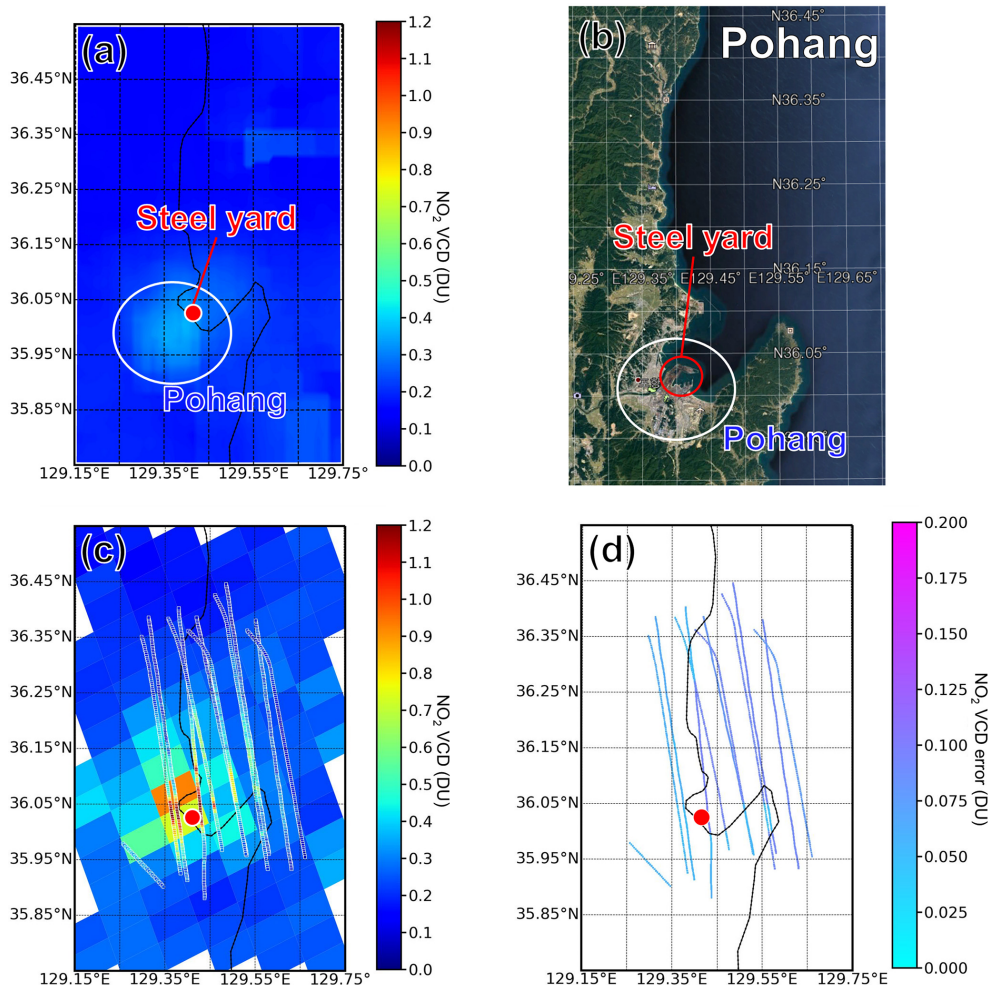 (a)
36.45°N
36.35°N
36.25°N
36.15°N
36.05°N
35.95°N
35.85°N
129.15°E 129.35°E 129.55°E 129.75°
Steel yard
Pohang
1.2
1.1
1.0
0.9
0.8
0.7
0.6
0.5
0.4
0.3
0.2
0.1
0.0
NO₂ VCD (DU)
(b)
Pohang
N36.45°
N36.35°
N36.25°
N36.15°
9.25° E129.35° E129.45° E129.55° E129.65°
N36.05°
Steel yard
Pohang
(c)
36.45°N
36.35°N
36.25°N
36.15°N
36.05°N
35.95°N
35.85°N
129.15°E 129.35°E 129.55°E 129.75°
1.2
1.1
1.0
0.9
0.8
0.7
0.6
0.5
0.4
0.3
0.2
0.1
0.0
NO₂ VCD (DU)
(d)
36.45°N
36.35°N
36.25°N
36.15°N
36.05°N
35.95°N
35.85°N
129.15°E 129.35°E 129.55°E 129.75°E
0.200
0.175
0.150
0.125
0.100
0.075
0.050
0.025
0.000
NO₂ VCD error (DU)